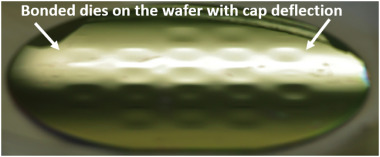 Bonded dies on the wafer with cap deflection